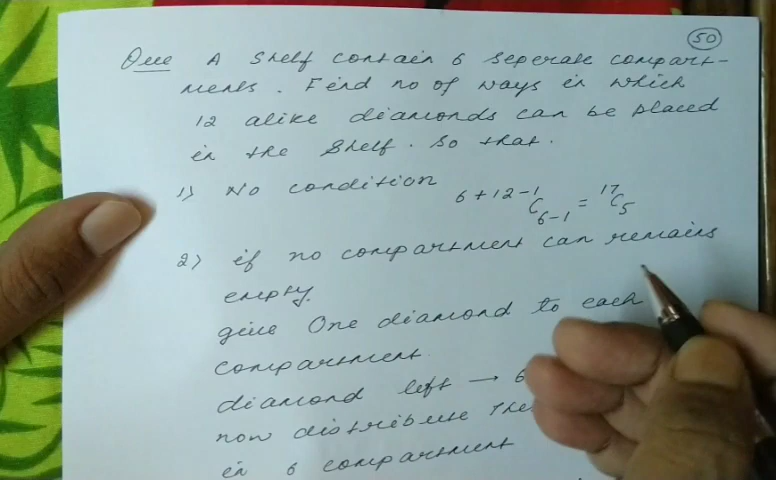 50
Que A shelf contain 6 seperate compart-
ments. Find no of ways in which
12 alike diamonds can be placed
in the shelf. So that.
1) No condition 6+12-1C6-1 = 17C5
2) if no compartment can remains
empty.
give One diamond to each
compartment.
diamond left → 6
now distribute
in 6 compartment